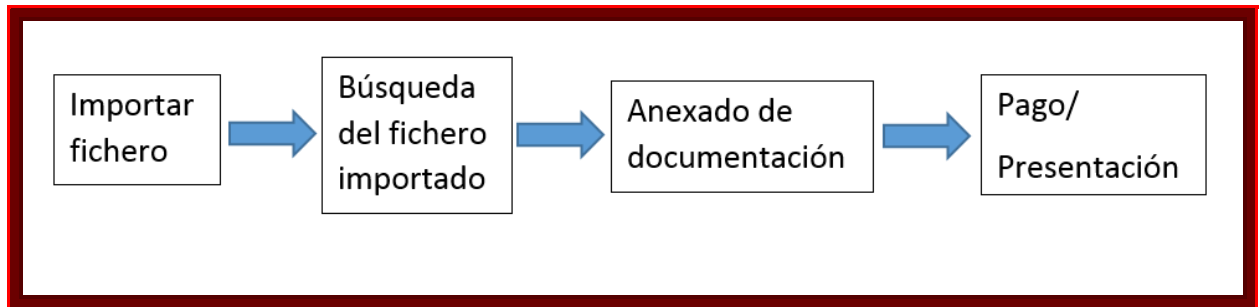 Importar
fichero
Búsqueda
del fichero
importado
Anexado de
documentación
Pago/
Presentación